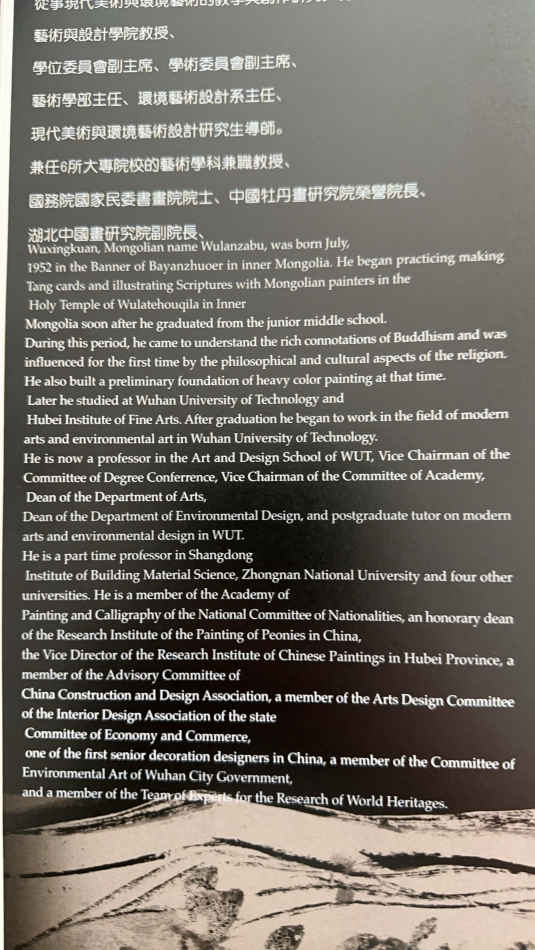 從事現代美術與環境藝術的教學與創作研究
藝術與設計學院教授、
學位委員會副主席、學術委員會副主席、
藝術學部主任、環境藝術設計系主任、
現代美術與環境藝術設計研究生導師。
兼任6所大專院校的藝術學科兼職教授、
國務院國家民委書畫院院士、中國牡丹畫研究院榮譽院長、
湖北中國畫研究院副院長、
Wuxingkuan, Mongolian name Wulanzabu, was born July,
1952 in the Banner of Bayanzhuoer in inner Mongolia. He began practicing making
Tang cards and illustrating Scriptures with Mongolian painters in the
Holy Temple of Wulatehouqila in Inner
Mongolia soon after he graduated from the junior middle school.
During this period, he came to understand the rich connotations of Buddhism and was
influenced for the first time by the philosophical and cultural aspects of the religion.
He also built a preliminary foundation of heavy color painting at that time.
Later he studied at Wuhan University of Technology and
Hubei Institute of Fine Arts. After graduation he began to work in the field of modern
arts and environmental art in Wuhan University of Technology.
He is now a professor in the Art and Design School of WUT, Vice Chairman of the
Committee of Degree Conferrence, Vice Chairman of the Committee of Academy,
Dean of the Department of Arts,
Dean of the Department of Environmental Design, and postgraduate tutor on modern
arts and environmental design in WUT.
He is a part time professor in Shangdong
Institute of Building Material Science, Zhongnan National University and four other
universities. He is a member of the Academy of
Painting and Calligraphy of the National Committee of Nationalities, an honorary dean
of the Research Institute of the Painting of Peonies in China,
the Vice Director of the Research Institute of Chinese Paintings in Hubei Province, a
member of the Advisory Committee of
China Construction and Design Association, a member of the Arts Design Committee
of the Interior Design Association of the state
Committee of Economy and Commerce,
one of the first senior decoration designers in China, a member of the Committee of
Environmental Art of Wuhan City Government,
and a member of the Team of Experts for the Research of World Heritages.